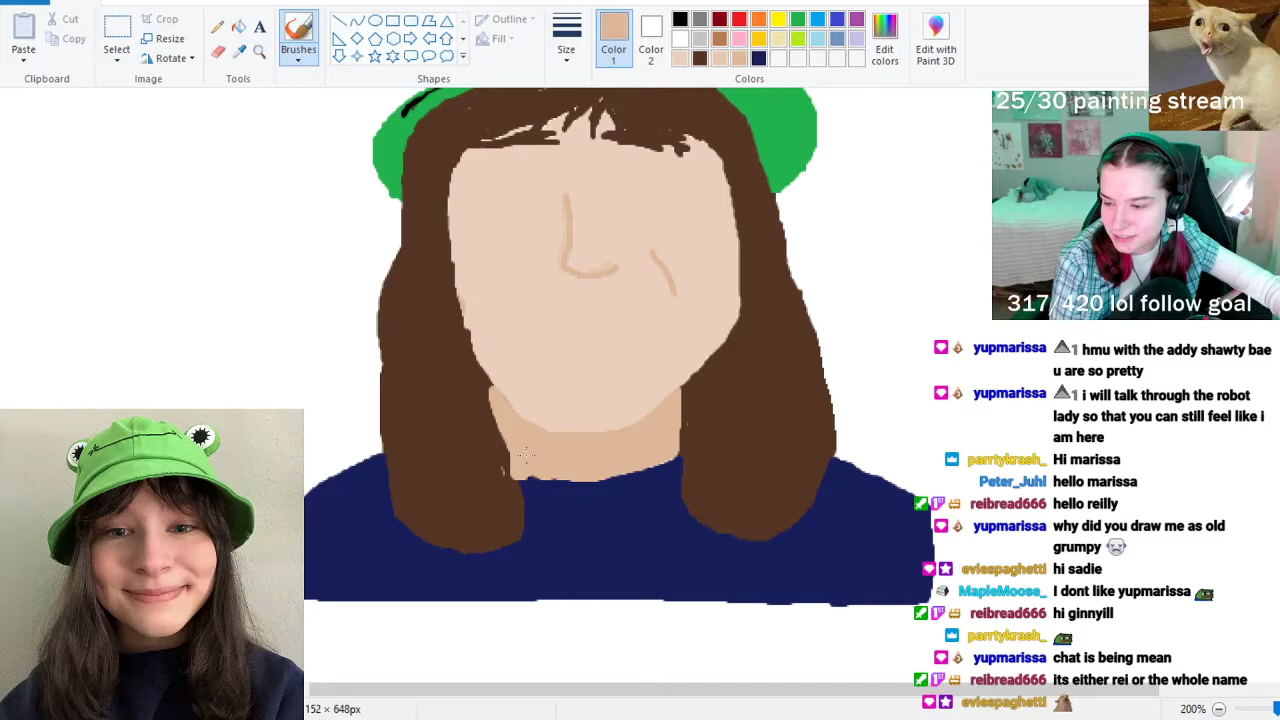 Cut
Copy
Paste
Clipboard
Crop
Resize
Rotate
Select
Image
A
Tools
Brushes
Outline
Fill
Shapes
Size
Color
1
Color
2
Edit
colors
Colors
Edit with
Paint 3D
25/30 painting stream
317/420 lol follow goal
yupmarissa 1 hmu with the addy shawty bae
u are so pretty
yupmarissa 1 i will talk through the robot
lady so that you can still feel like i
am here
parrtykrash_ Hi marissa
Peter_Juhl hello marissa
reibread666 hello reilly
yupmarissa why did you draw me as old
grumpy
eviespaghetti hi sadie
MapleMoose_ I dont like yupmarissa
reibread666 hi ginnyill
parrtykrash_
yupmarissa chat is being mean
reibread666 its either rei or the whole name
eviespaghetti
152 × 648px
200%